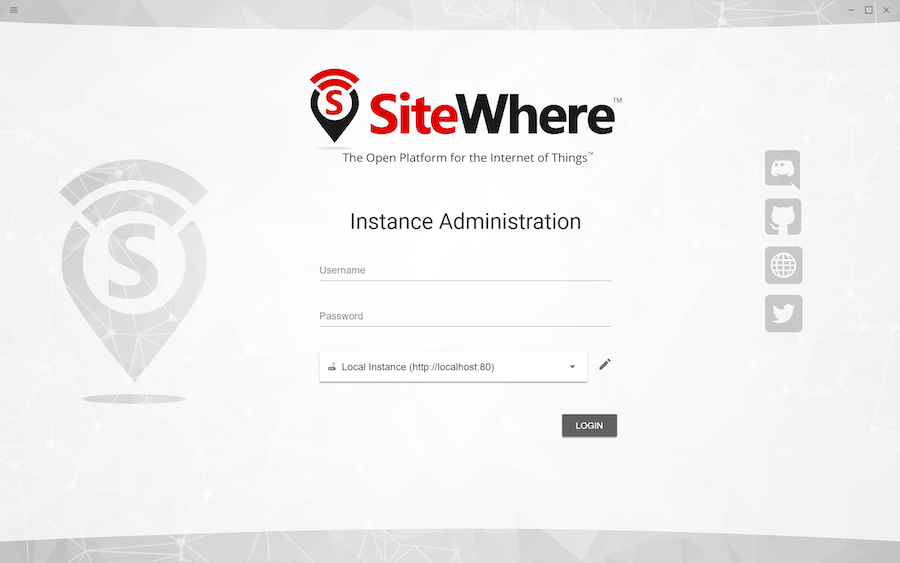 SiteWhere™
The Open Platform for the Internet of Things™
Instance Administration
Username
Password
Local Instance (http://localhost:80)
LOGIN